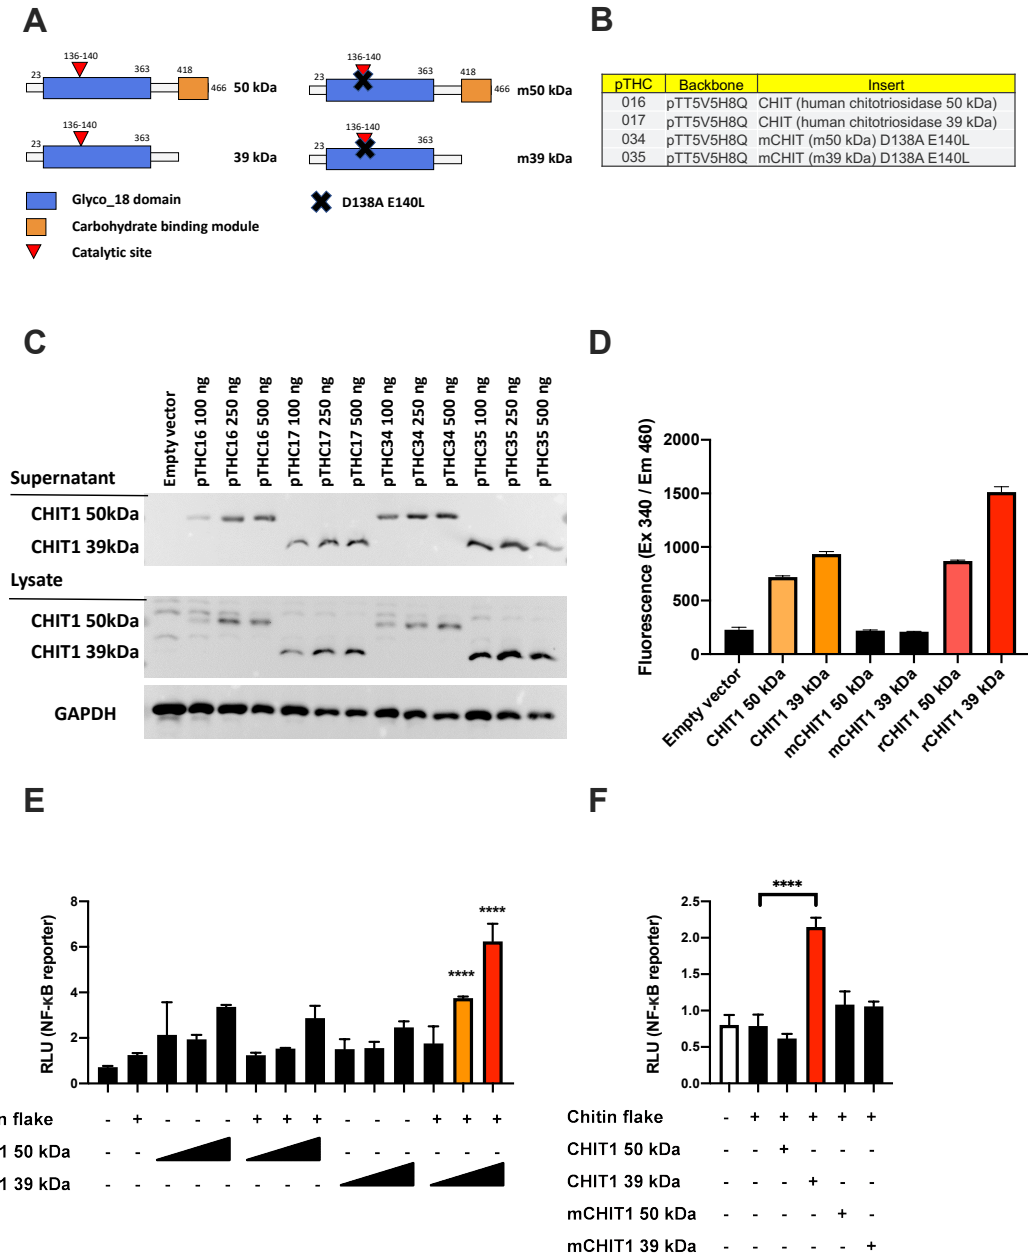 A
23
136-140
363
418
466
50 kDa
23
136-140
363
418
466
m50 kDa
23
136-140
363
39 kDa
23
136-140
363
m39 kDa
Glyco_18 domain
Carbohydrate binding module
Catalytic site
D138A E140L
B
pTHC Backbone Insert
016 pTT5V5H8Q CHIT (human chitotriosidase 50 kDa)
017 pTT5V5H8Q CHIT (human chitotriosidase 39 kDa)
034 pTT5V5H8Q mCHIT (m50 kDa) D138A E140L
035 pTT5V5H8Q mCHIT (m39 kDa) D138A E140L
C
Empty vector
pTHC16 100 ng
pTHC16 250 ng
pTHC16 500 ng
pTHC17 100 ng
pTHC17 250 ng
pTHC17 500 ng
pTHC34 100 ng
pTHC34 250 ng
pTHC34 500 ng
pTHC35 100 ng
pTHC35 250 ng
pTHC35 500 ng
Supernatant
CHIT1 50kDa
CHIT1 39kDa
Lysate
CHIT1 50kDa
CHIT1 39kDa
GAPDH
D
Fluorescence (Ex 340 / Em 460)
2000
1500
1000
500
0
Empty vector
CHIT1 50 kDa
CHIT1 39 kDa
mCHIT1 50 kDa
mCHIT1 39 kDa
rCHIT1 50 kDa
rCHIT1 39 kDa
E
RLU (NF-κB reporter)
8
6
4
2
0
****
****
n flake - + - - - + + + - - - + + +
1 50 kDa - - - - - - - -
1 39 kDa - - - - - - - -
F
RLU (NF-κB reporter)
2.5
2.0
1.5
1.0
0.5
0.0
****
Chitin flake - + + + + +
CHIT1 50 kDa - - + - - -
CHIT1 39 kDa - - - + - -
mCHIT1 50 kDa - - - - + -
mCHIT1 39 kDa - - - - - +